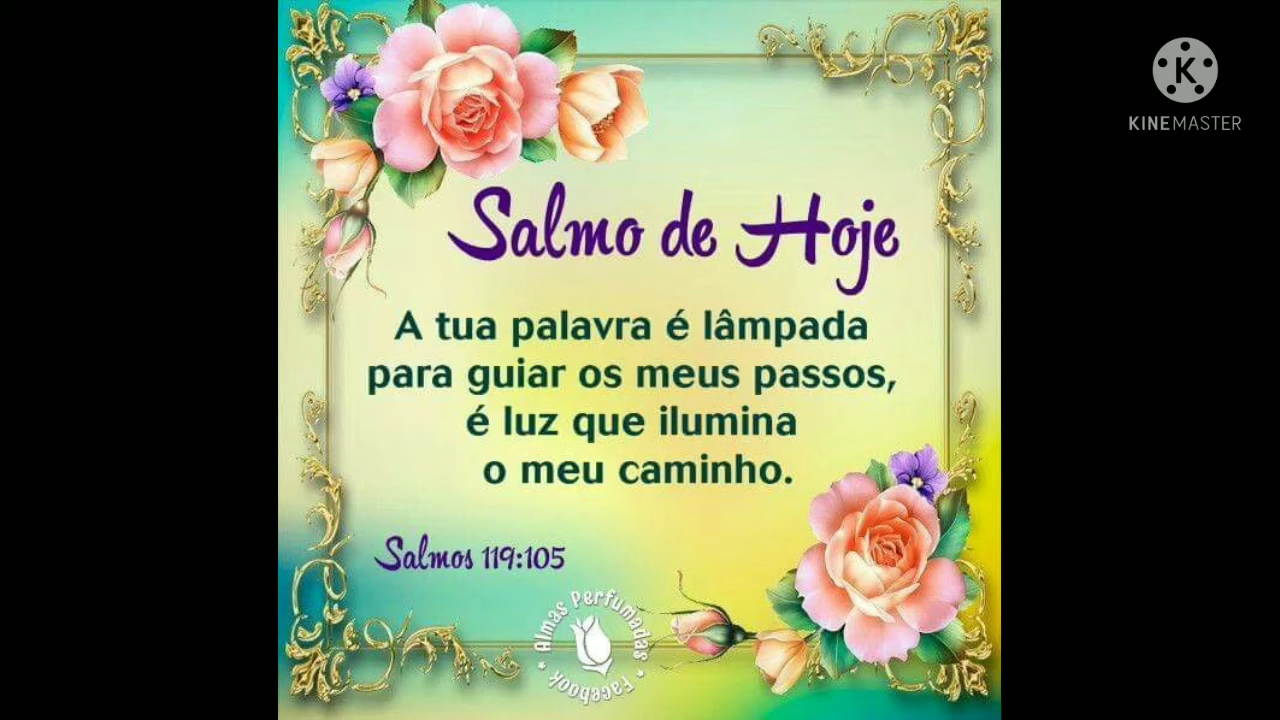 K
KINEMASTER
Salmo de Hoje
A tua palavra é lâmpada
para guiar os meus passos,
é luz que ilumina
o meu caminho.
Salmos 119:105
Almas Perfumadas
• Facebook •